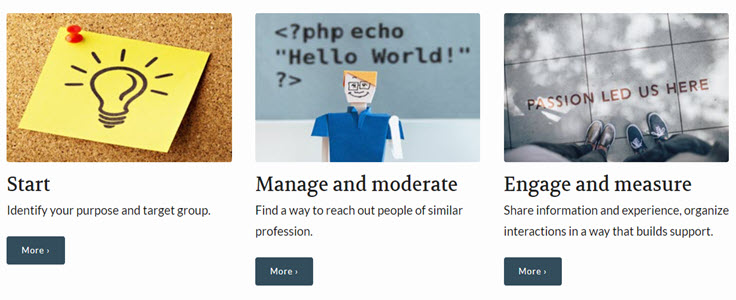 <?php echo
"Hello World!"
?>
PASSION LED US HERE
Start
Identify your purpose and target group.
More ›
Manage and moderate
Find a way to reach out people of similar
profession.
More ›
Engage and measure
Share information and experience, organize
interactions in a way that builds support.
More ›